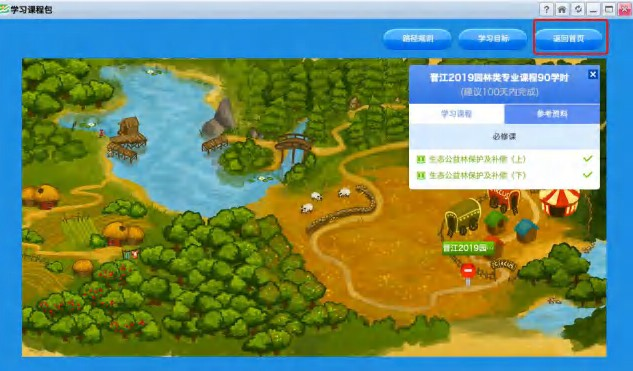 学习课程包
路径规则 学习目标 返回首页
晋江2019园林类专业课程90学时
(建议100天内完成)
学习课程 参考资料
必修课
生态公益林保护及补偿（上）
生态公益林保护及补偿（下）
晋江2019园